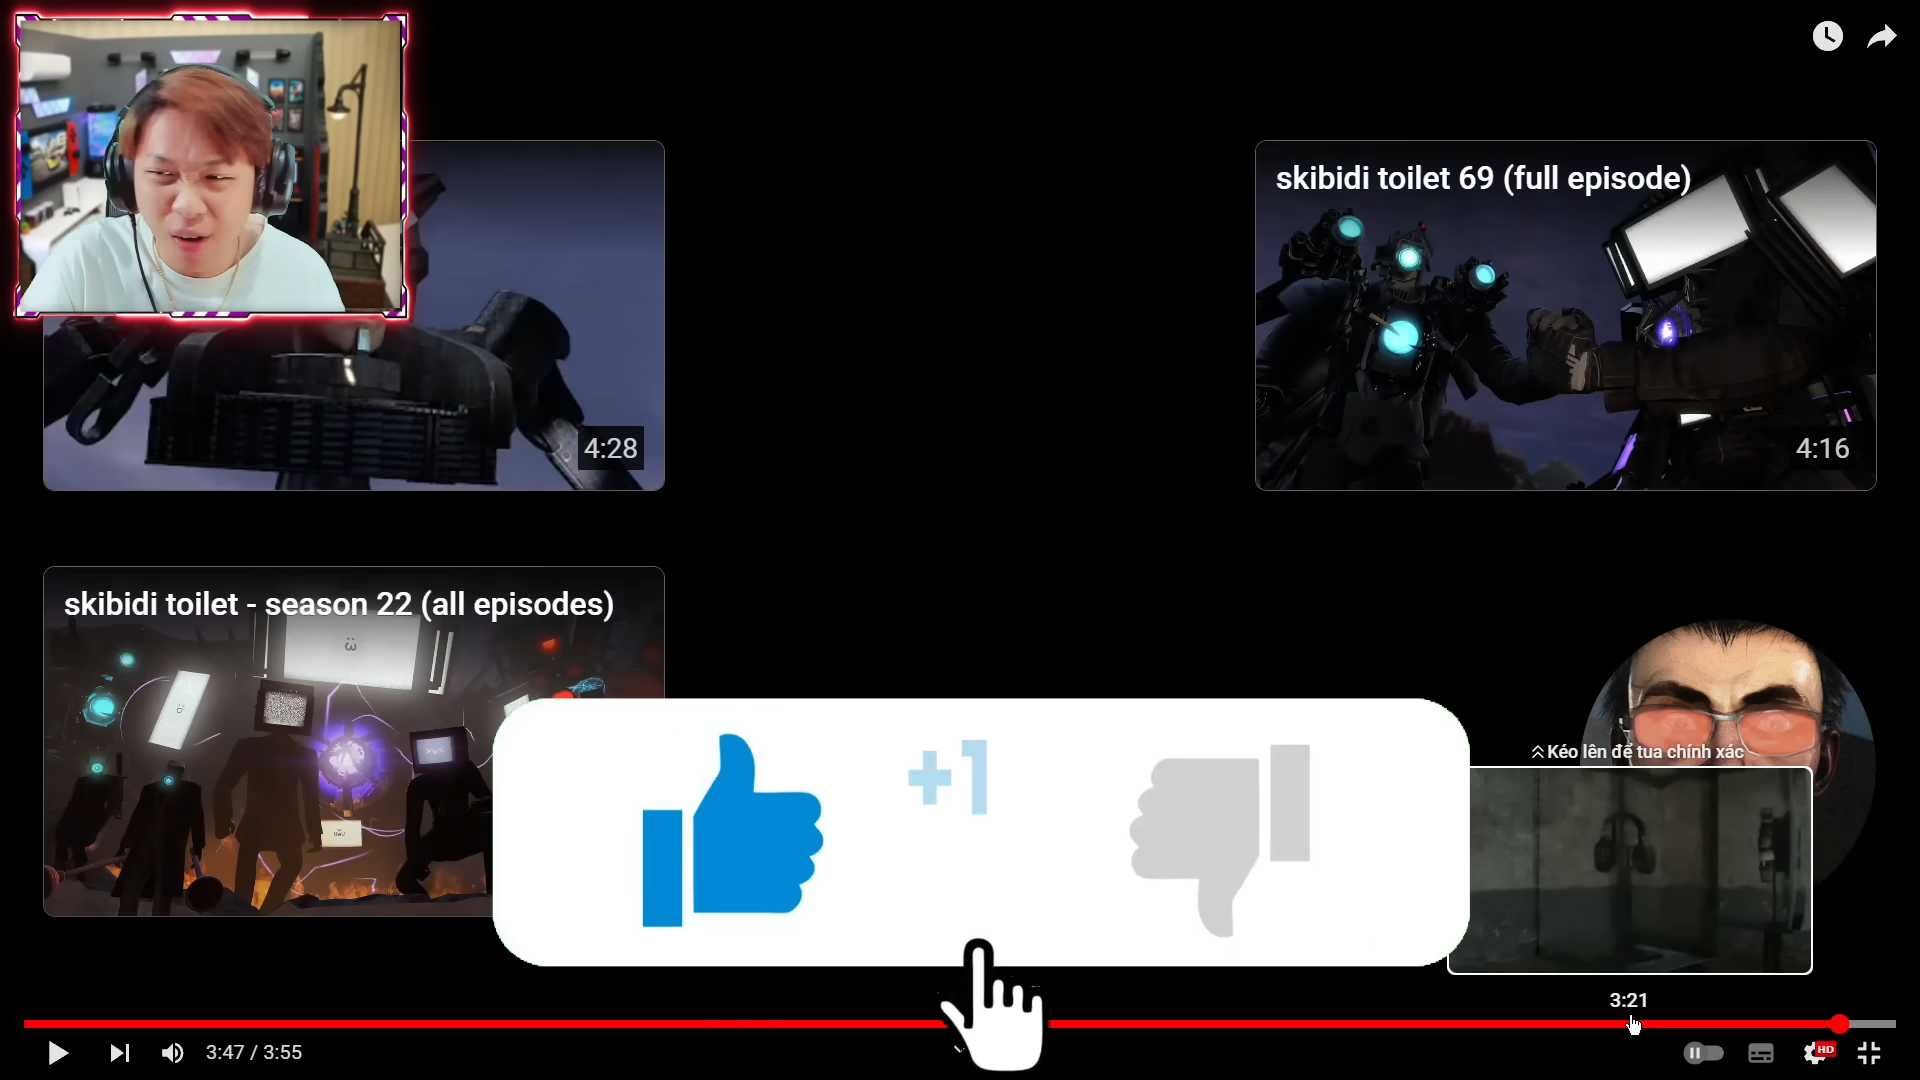 skibidi toilet 69 (full episode)
4:28
4:16
skibidi toilet - season 22 (all episodes)
+1
Kéo lên để tua chính xác
3:21
3:47 / 3:55
HD